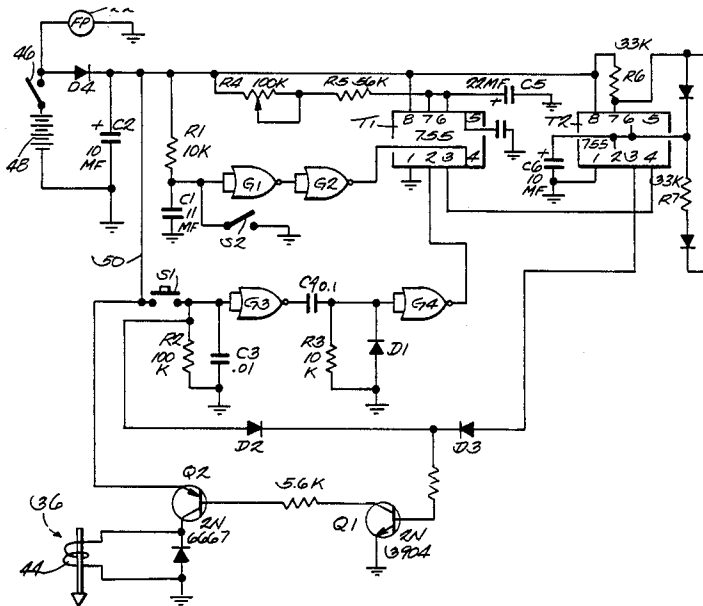 FP 22
46
D4
R4 100K R5 56K
22MF C5
+
33K
R6
48
+ C2
10
MF
R1
10K
T1
8 7 6 5
755
1 2 3 4
T2
8 7 6 5
755
1 2 3 4
G1 G2
C1
11
MF
S2
+
C6
10
MF
33K
R7
50
S1
G3
C4 0.1
G4
R2
100
K
C3
.01
R3
10
K
D1
D2
D3
Q2
5.6K
Q1
2N
6667
2N
3904
36
44